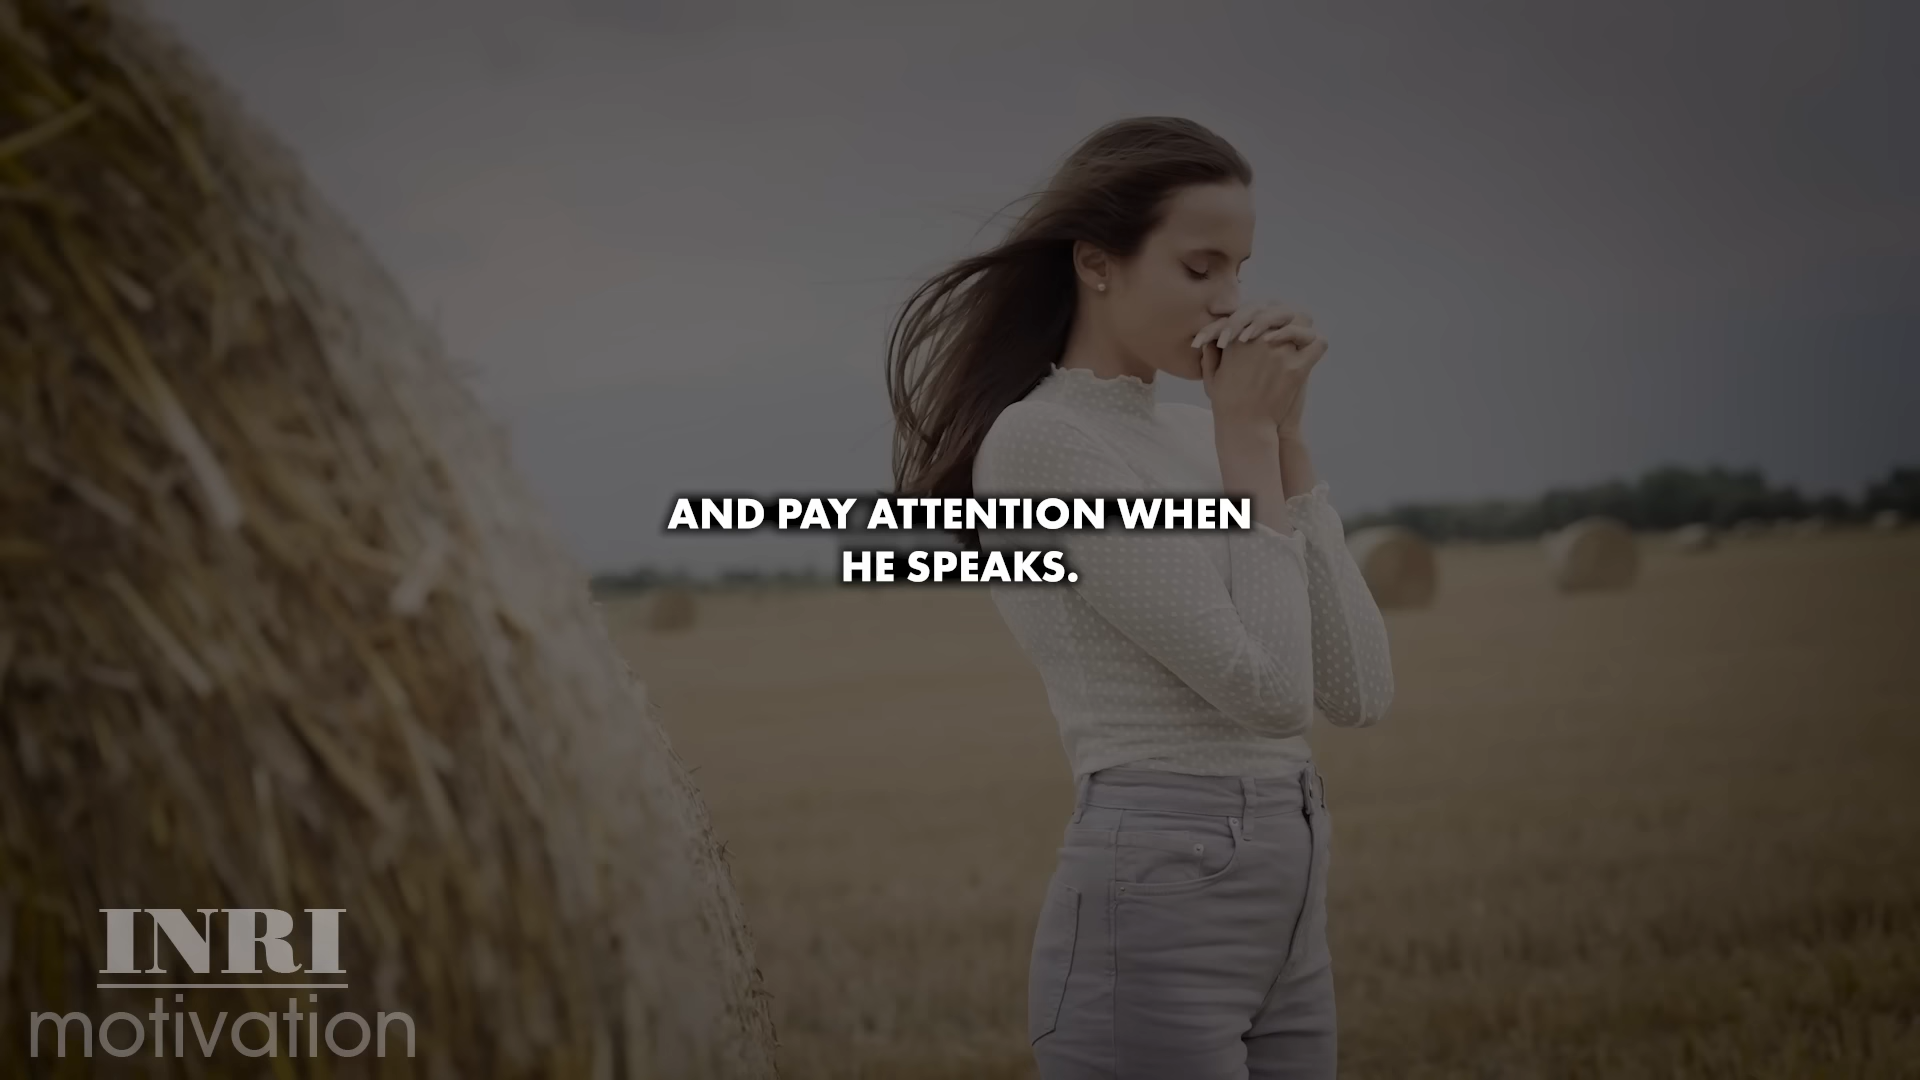 AND PAY ATTENTION WHEN
HE SPEAKS.
INRI
motivation